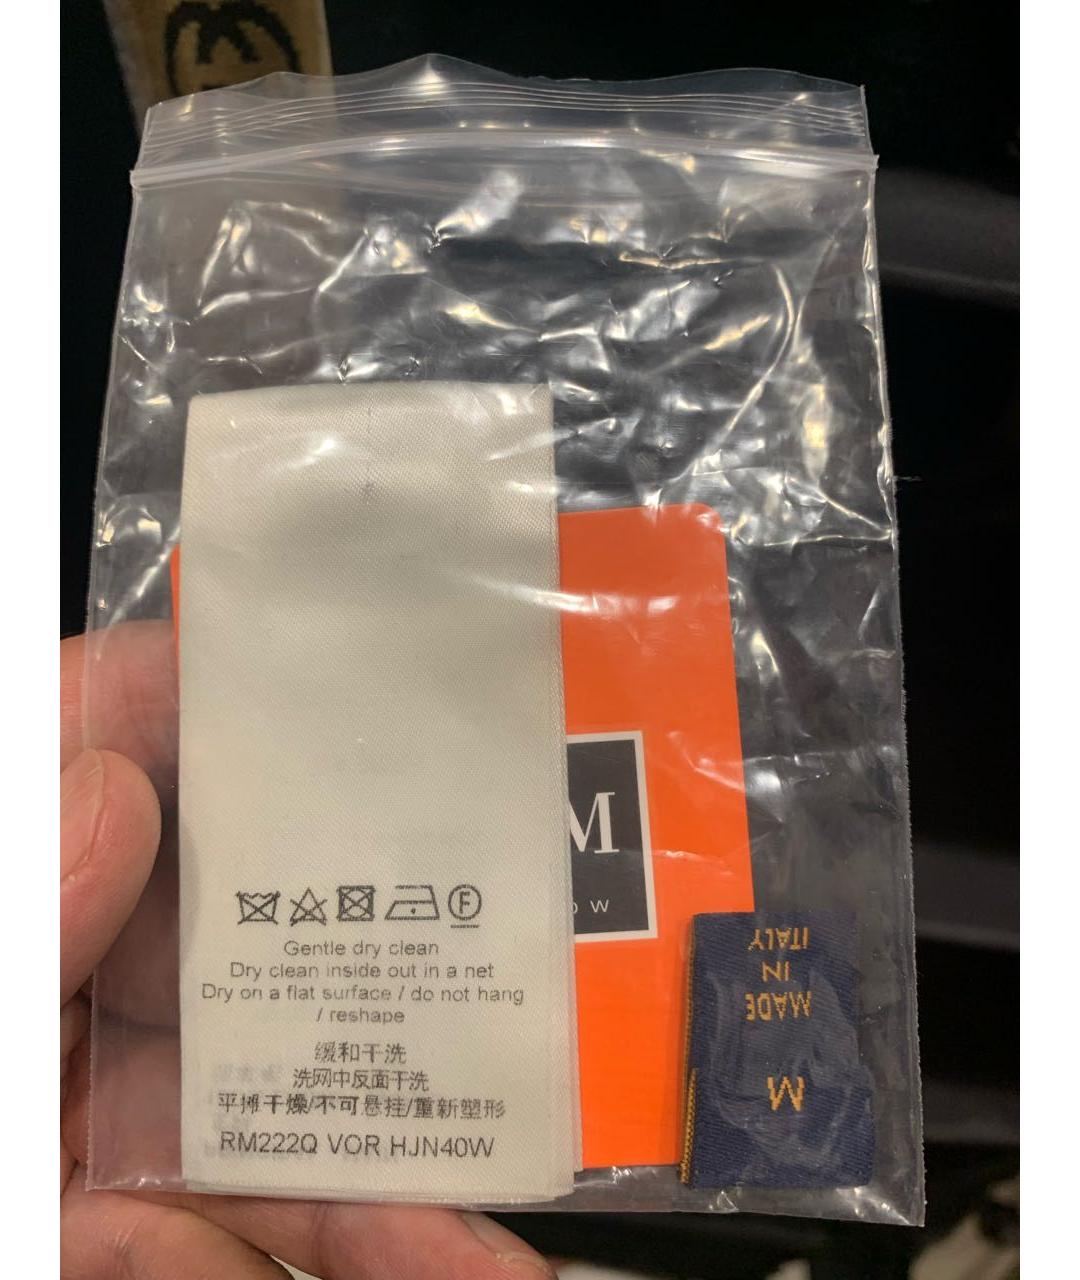 Gentle dry clean
Dry clean inside out in a net
Dry on a flat surface / do not hang
/ reshape
缓和干洗
洗网中反面干洗
平摊干燥/不可悬挂/重新塑形
RM222Q VOR HJN40W
F
M
W
MADE
IN
ITALY
M